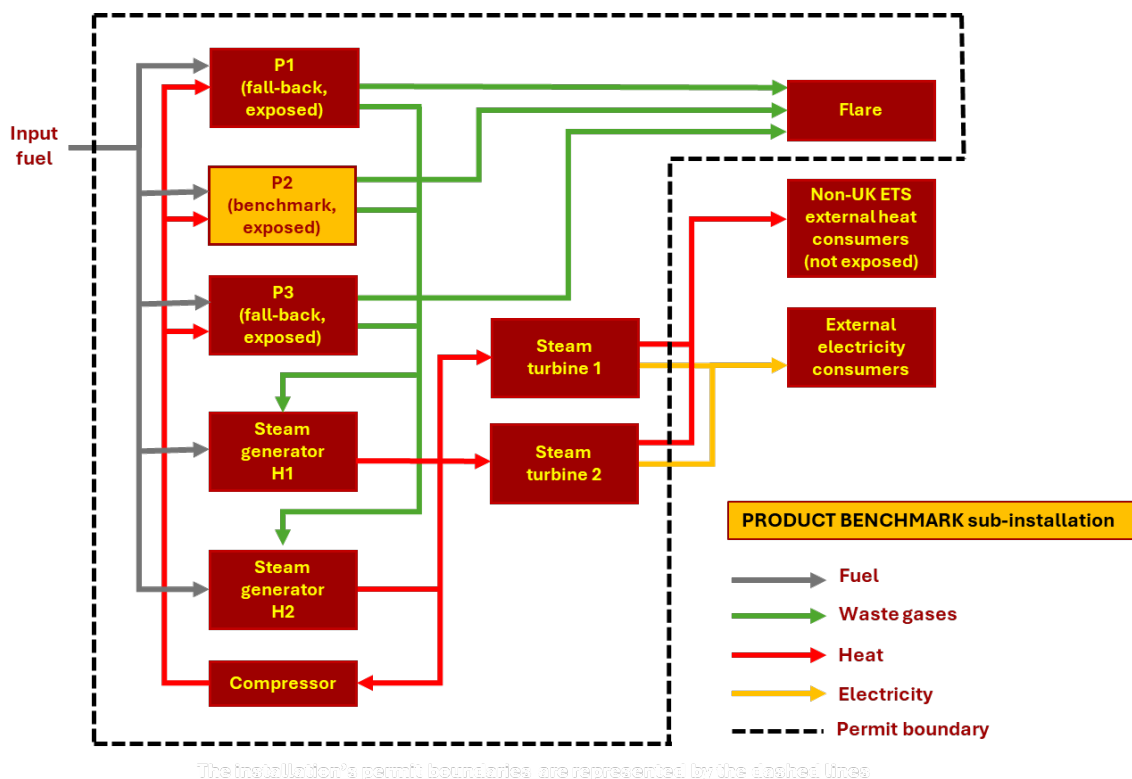 P1
(fall-back,
exposed)
Flare
Input
fuel
P2
(benchmark,
exposed)
Non-UK ETS
external heat
consumers
(not exposed)
P3
(fall-back,
exposed)
Steam
turbine 1
External
electricity
consumers
Steam
generator
H1
Steam
turbine 2
PRODUCT BENCHMARK sub-installation
Steam
generator
H2
Fuel
Waste gases
Compressor
Heat
Electricity
Permit boundary
The installation's permit boundaries are represented by the dashed lines